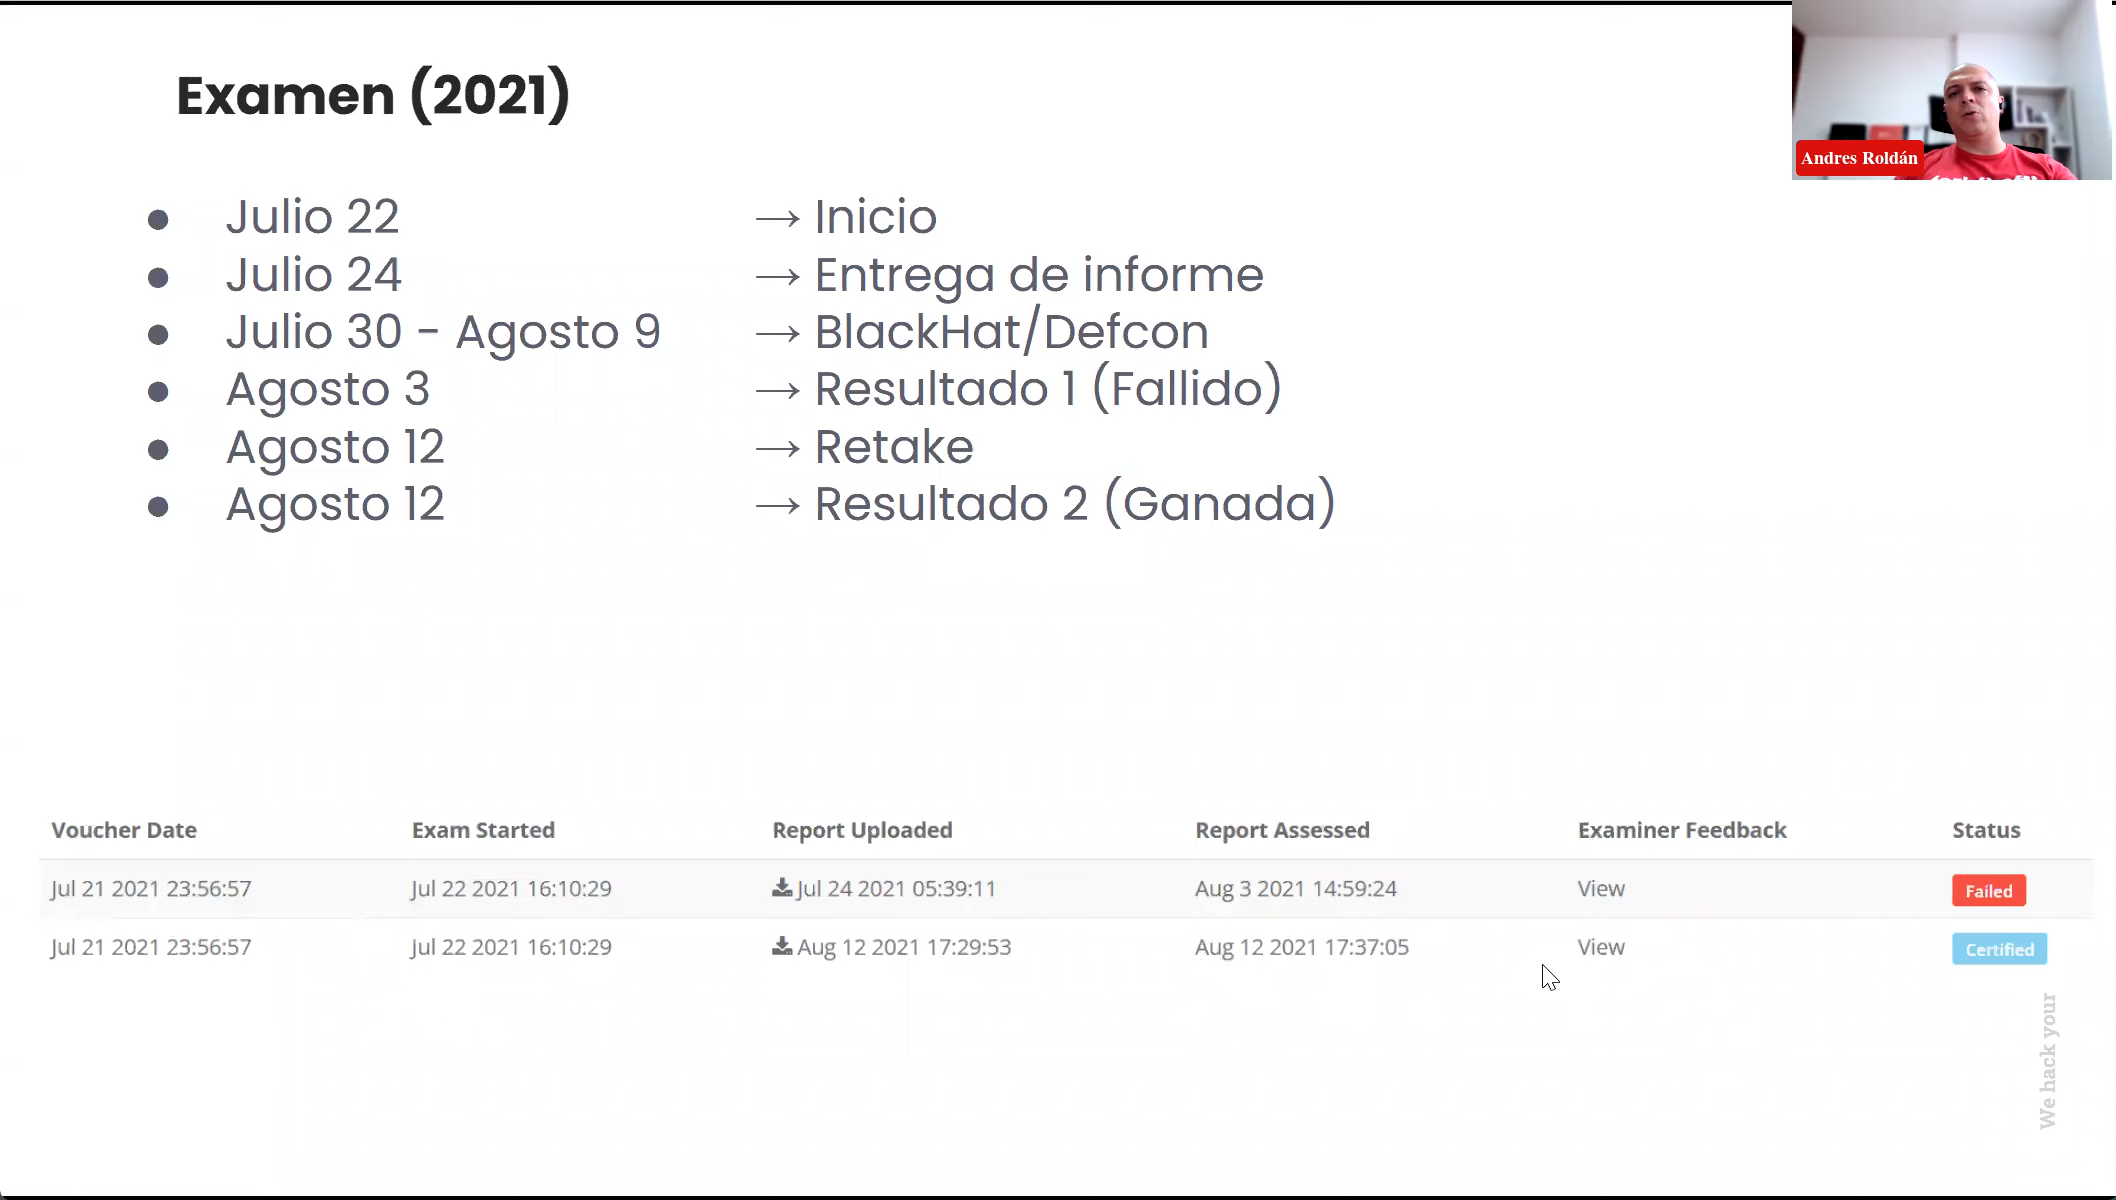 Examen (2021)
Andres Roldán
● Julio 22 → Inicio
● Julio 24 → Entrega de informe
● Julio 30 - Agosto 9 → BlackHat/Defcon
● Agosto 3 → Resultado 1 (Fallido)
● Agosto 12 → Retake
● Agosto 12 → Resultado 2 (Ganada)
Voucher Date Exam Started Report Uploaded Report Assessed Examiner Feedback Status
Jul 21 2021 23:56:57 Jul 22 2021 16:10:29 Jul 24 2021 05:39:11 Aug 3 2021 14:59:24 View Failed
Jul 21 2021 23:56:57 Jul 22 2021 16:10:29 Aug 12 2021 17:29:53 Aug 12 2021 17:37:05 View Certified
We hack your